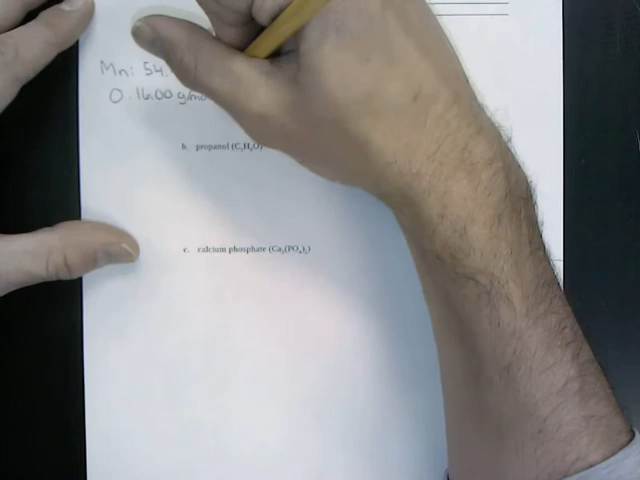 Mn: 54.
O 16.00 g/mo
b. propanol (C₃H₈O)
c. calcium phosphate (Ca₃(PO₄)₂)